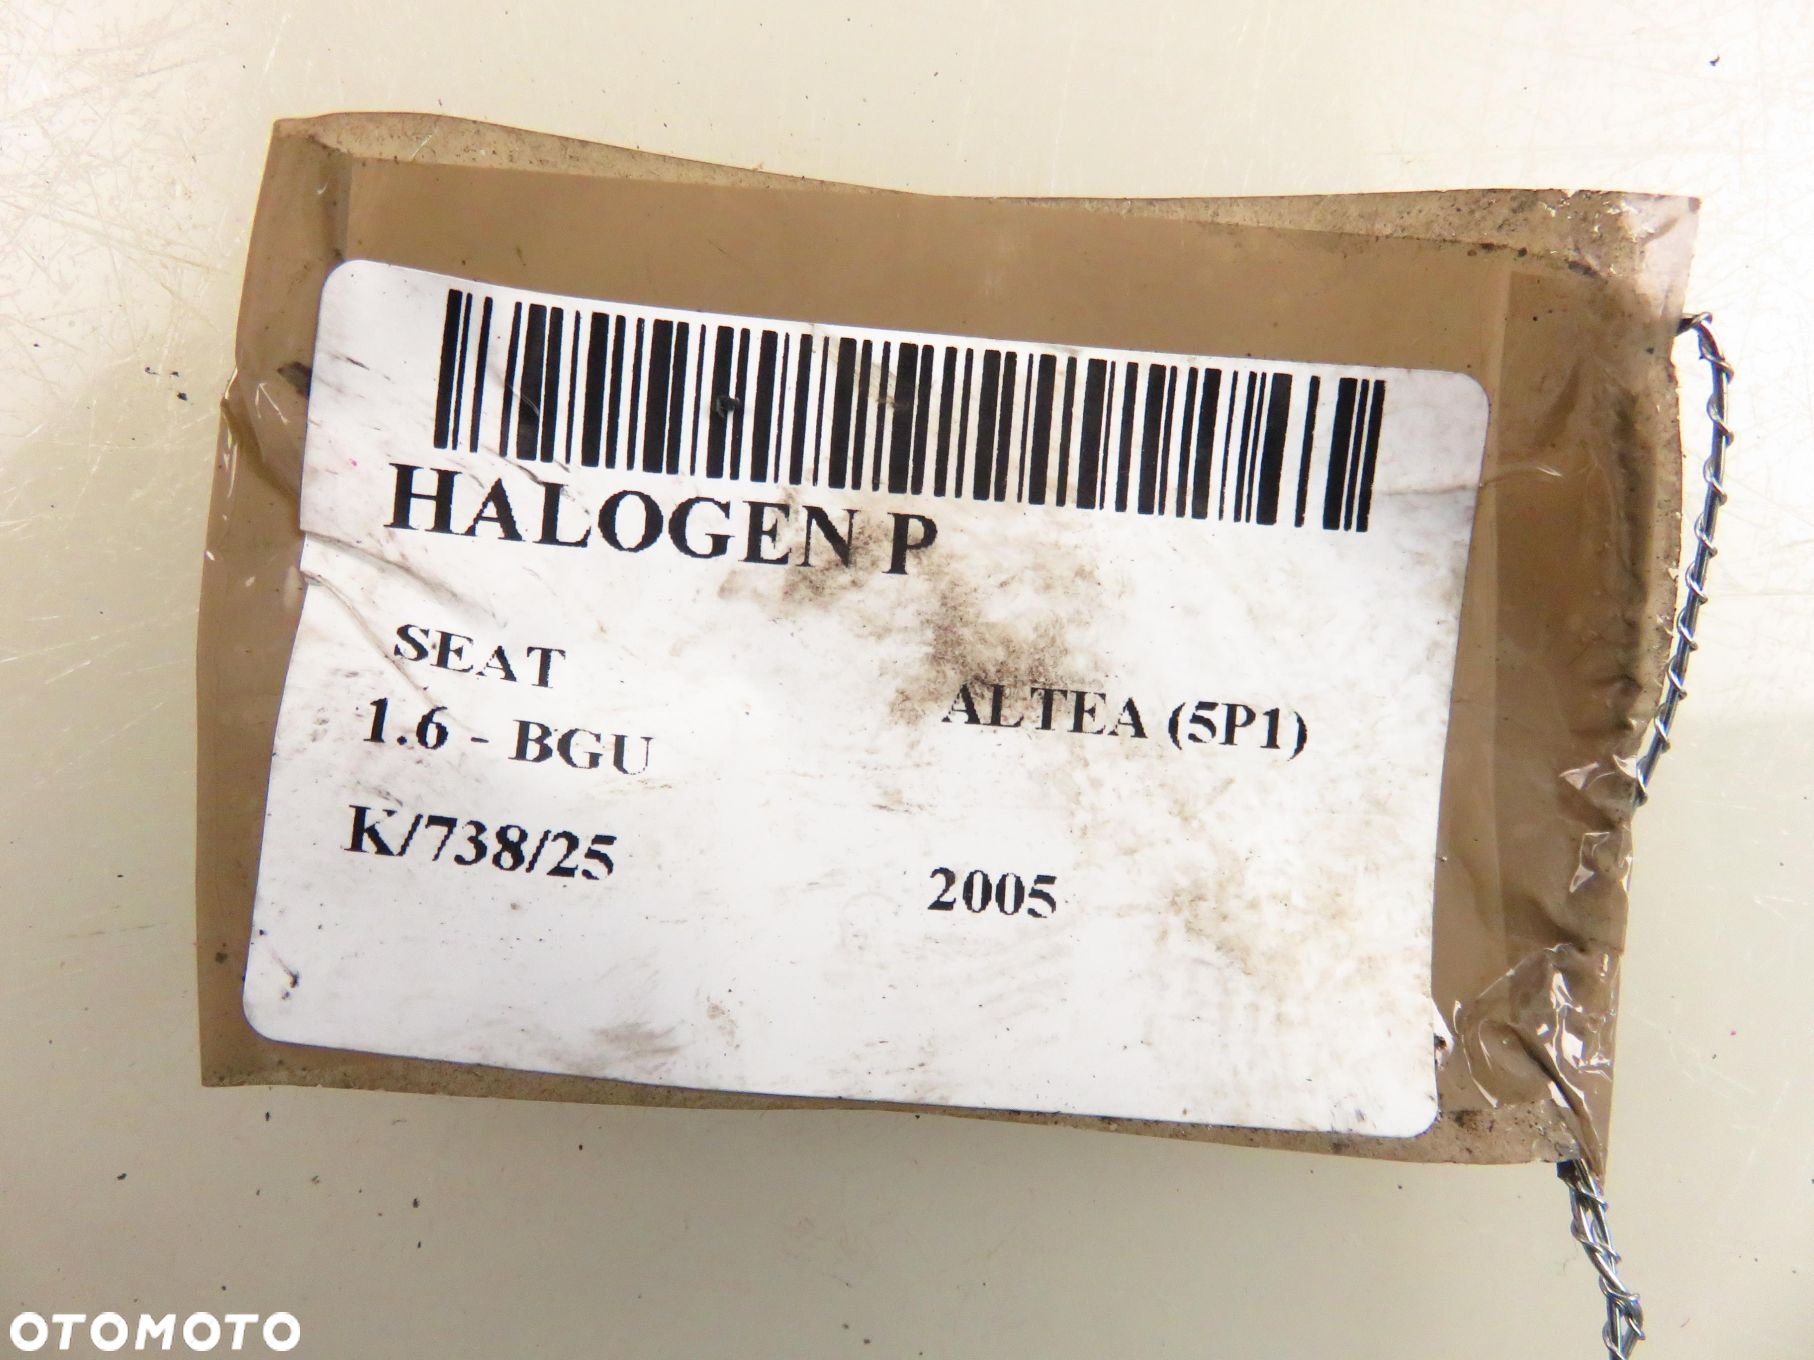 HALOGEN P
SEAT
ALTEA (5P1)
1.6 - BGU
K/738/25
2005
OTOMOTO